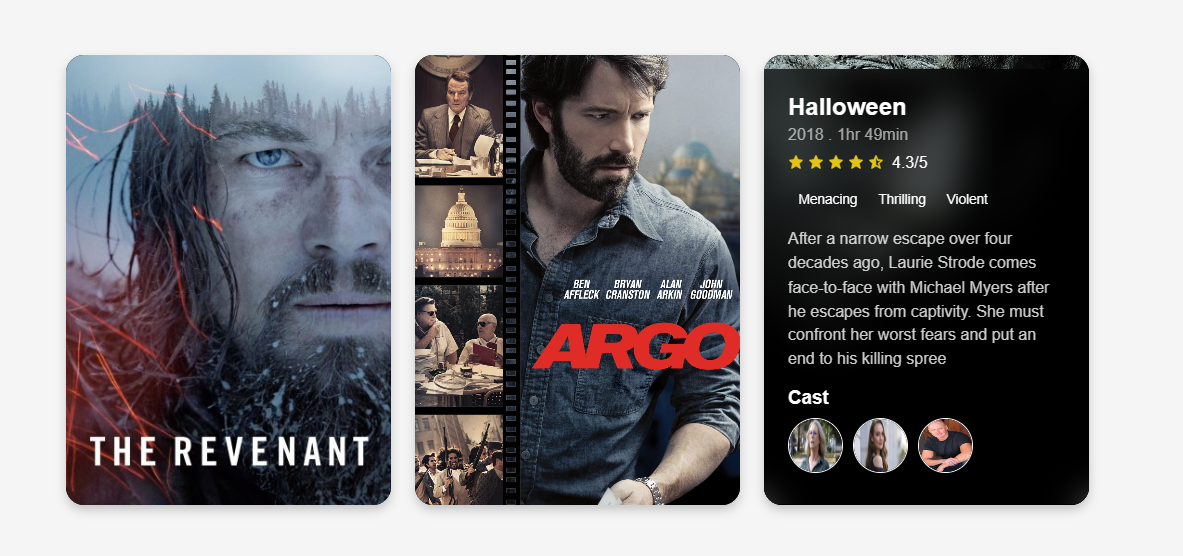 THE REVENANT
BEN AFFLECK
BRYAN CRANSTON
ALAN ARKIN
JOHN GOODMAN
ARGO
Halloween
2018 . 1hr 49min
4.3/5
Menacing Thrilling Violent
After a narrow escape over four
decades ago, Laurie Strode comes
face-to-face with Michael Myers after
he escapes from captivity. She must
confront her worst fears and put an
end to his killing spree
Cast